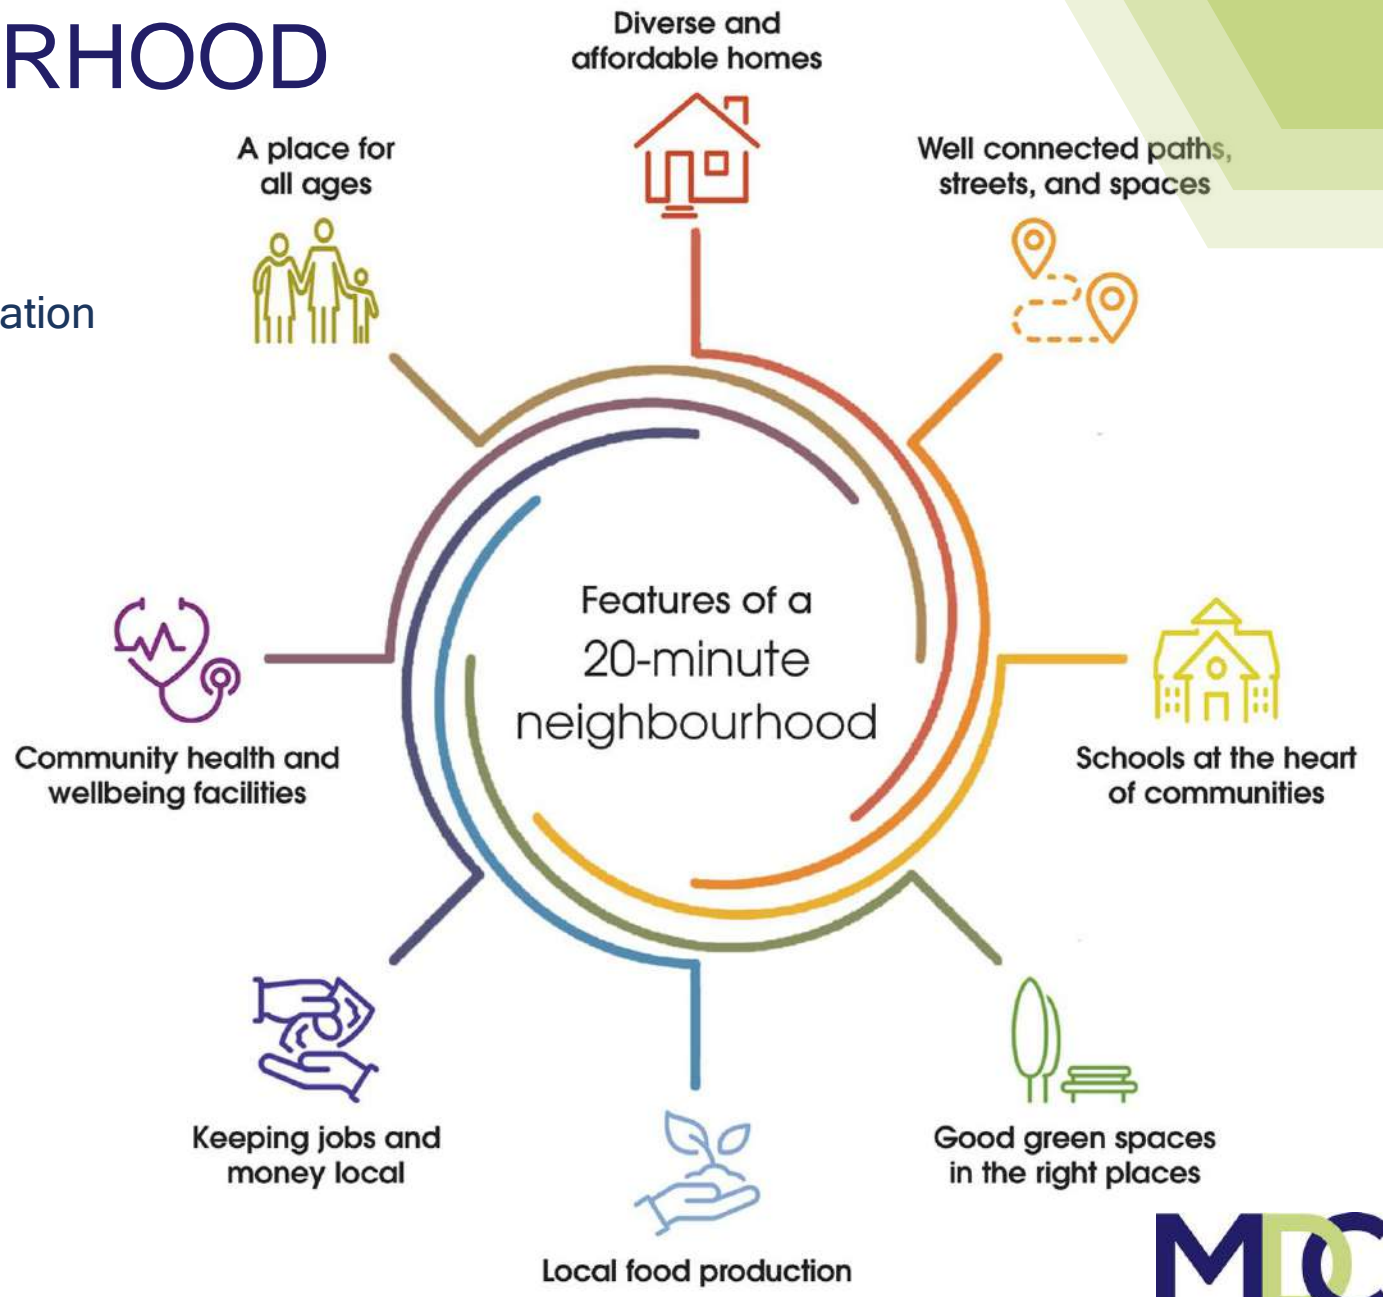 RHOOD
ation
Diverse and
affordable homes
Well connected paths,
streets, and spaces
Schools at the heart
of communities
Good green spaces
in the right places
Local food production
Keeping jobs and
money local
Community health and
wellbeing facilities
A place for
all ages
Features of a
20-minute
neighbourhood
MDC